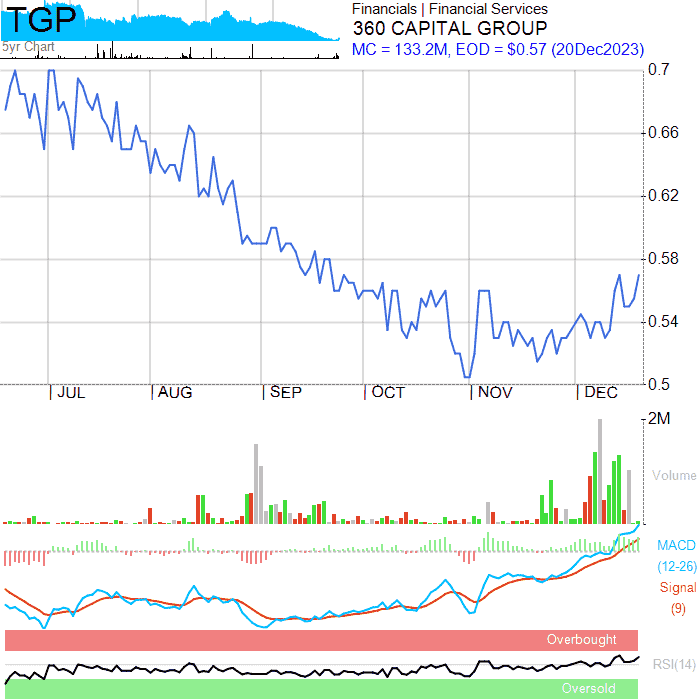 TGP
5yr Chart
Financials | Financial Services
360 CAPITAL GROUP
MC = 133.2M, EOD = $0.57 (20Dec2023)
0.7
0.66
0.62
0.58
0.54
0.5
JUL AUG SEP OCT NOV DEC
2M
Volume
MACD
(12-26)
Signal
(9)
Overbought
RSI(14)
Oversold